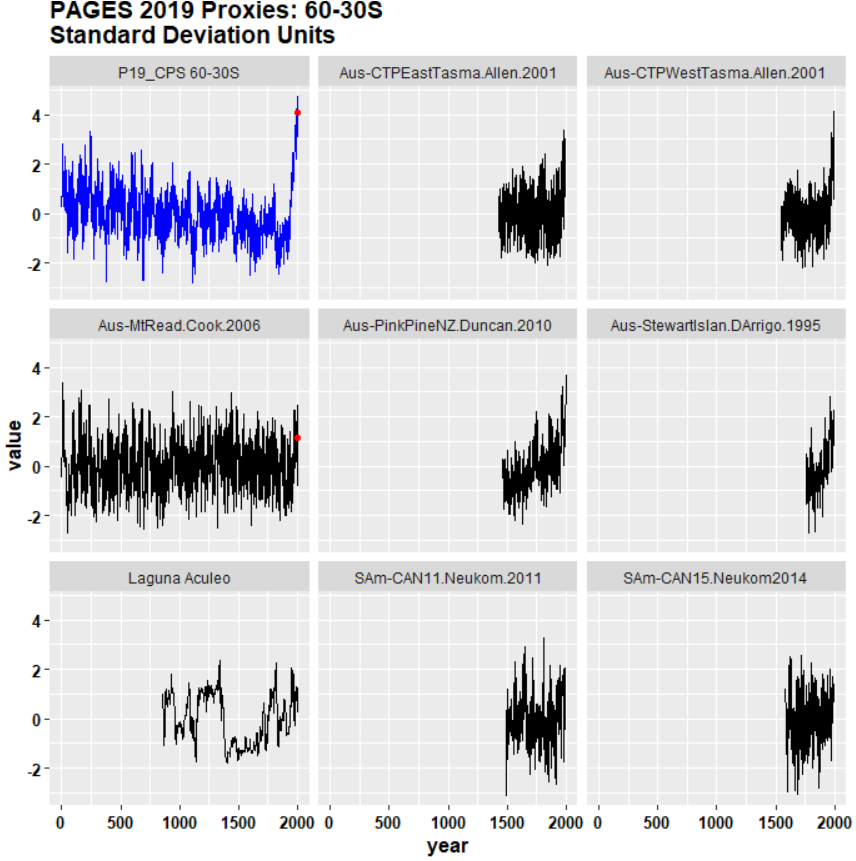 PAGES 2019 Proxies: 60-30S
Standard Deviation Units
P19_CPS 60-30S
Aus-CTPEastTasma.Allen.2001
Aus-CTPWestTasma.Allen.2001
4
2
0
-2
Aus-MtRead.Cook.2006
Aus-PinkPineNZ.Duncan.2010
Aus-StewartIslan.DArrigo.1995
value
4
2
0
-2
Laguna Aculeo
SAm-CAN11.Neukom.2011
SAm-CAN15.Neukom2014
4
2
0
-2
0 500 1000 1500 2000 0 500 1000 1500 2000 0 500 1000 1500 2000
year